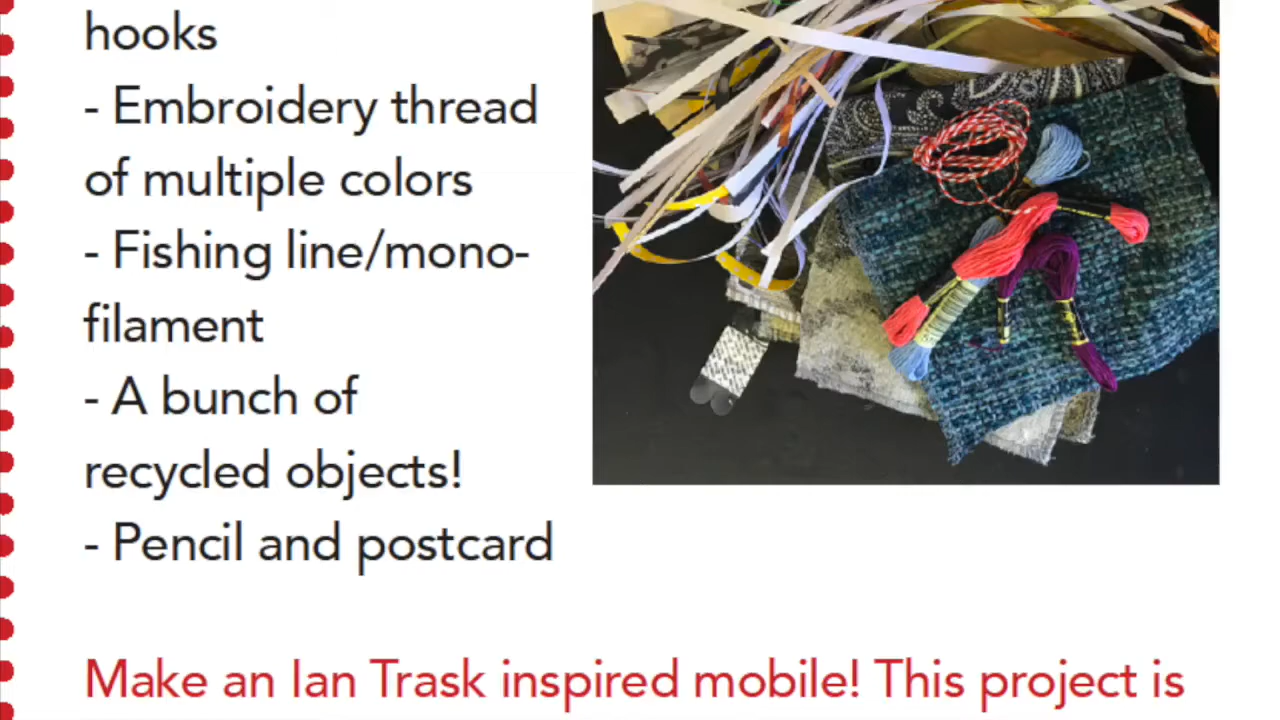 hooks
- Embroidery thread
of multiple colors
- Fishing line/mono-
filament
- A bunch of
recycled objects!
- Pencil and postcard
Make an Ian Trask inspired mobile! This project is